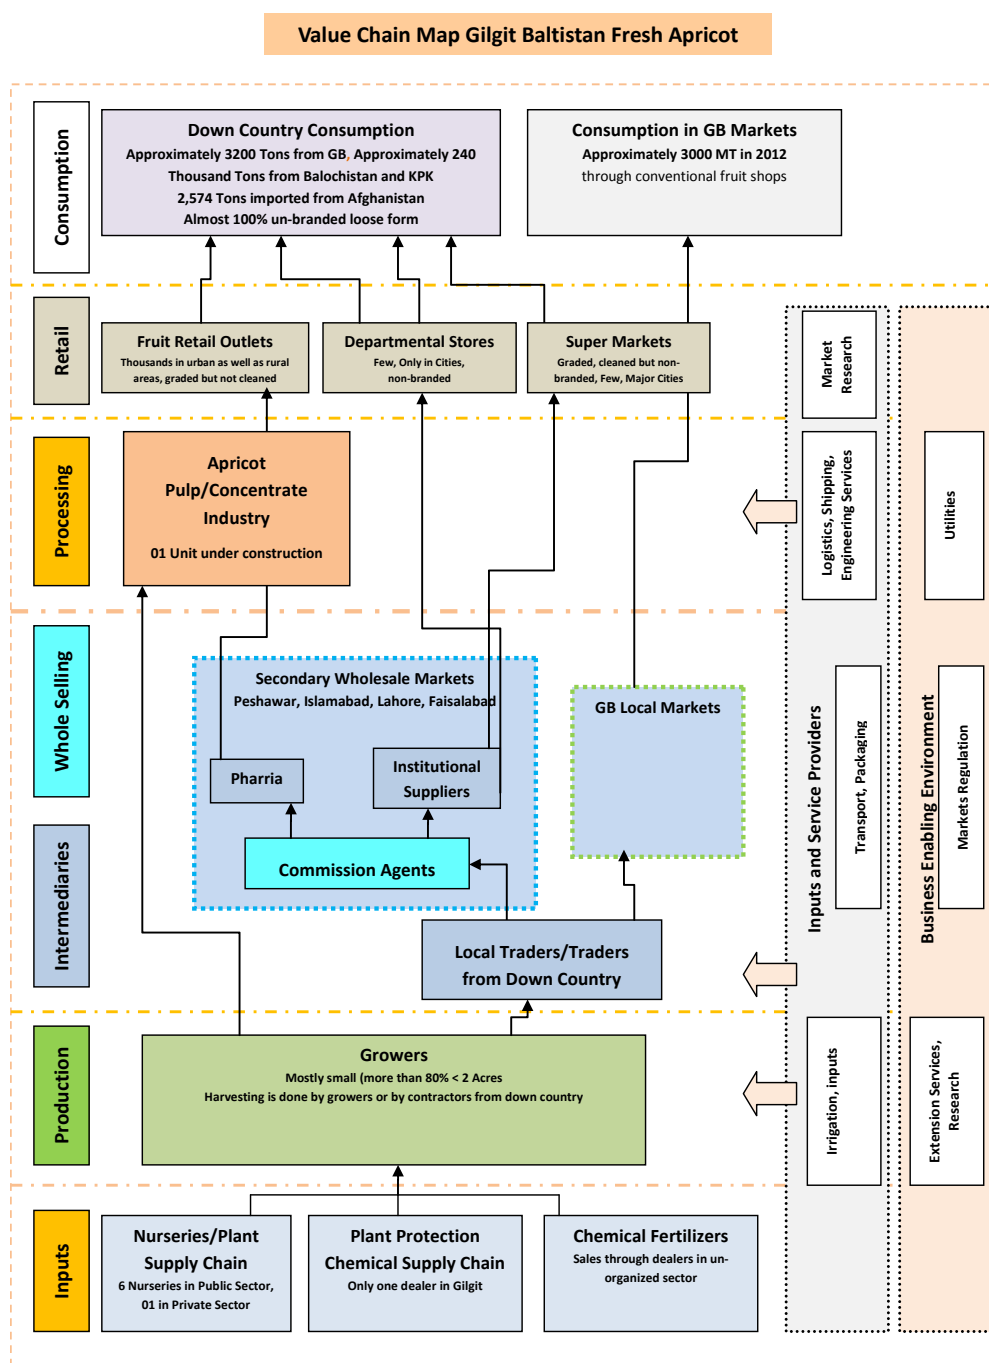 Value Chain Map Gilgit Baltistan Fresh Apricot
Consumption
Down Country Consumption
Approximately 3200 Tons from GB, Approximately 240
Thousand Tons from Balochistan and KPK
2,574 Tons imported from Afghanistan
Almost 100% un-branded loose form
Consumption in GB Markets
Approximately 3000 MT in 2012
through conventional fruit shops
Retail
Fruit Retail Outlets
Thousands in urban as well as rural
areas, graded but not cleaned
Departmental Stores
Few, Only in Cities,
non-branded
Super Markets
Graded, cleaned but non-
branded, Few, Major Cities
Market
Research
Processing
Apricot
Pulp/Concentrate
Industry
01 Unit under construction
Logistics, Shipping,
Engineering Services
Utilities
Whole Selling
Secondary Wholesale Markets
Peshawar, Islamabad, Lahore, Faisalabad
Pharria
Institutional
Suppliers
GB Local Markets
Inputs and Service Providers
Transport, Packaging
Business Enabling Environment
Markets Regulation
Intermediaries
Commission Agents
Local Traders/Traders
from Down Country
Production
Growers
Mostly small (more than 80% < 2 Acres
Harvesting is done by growers or by contractors from down country
Irrigation, inputs
Extension Services,
Research
Inputs
Nurseries/Plant
Supply Chain
6 Nurseries in Public Sector,
01 in Private Sector
Plant Protection
Chemical Supply Chain
Only one dealer in Gilgit
Chemical Fertilizers
Sales through dealers in un-
organized sector